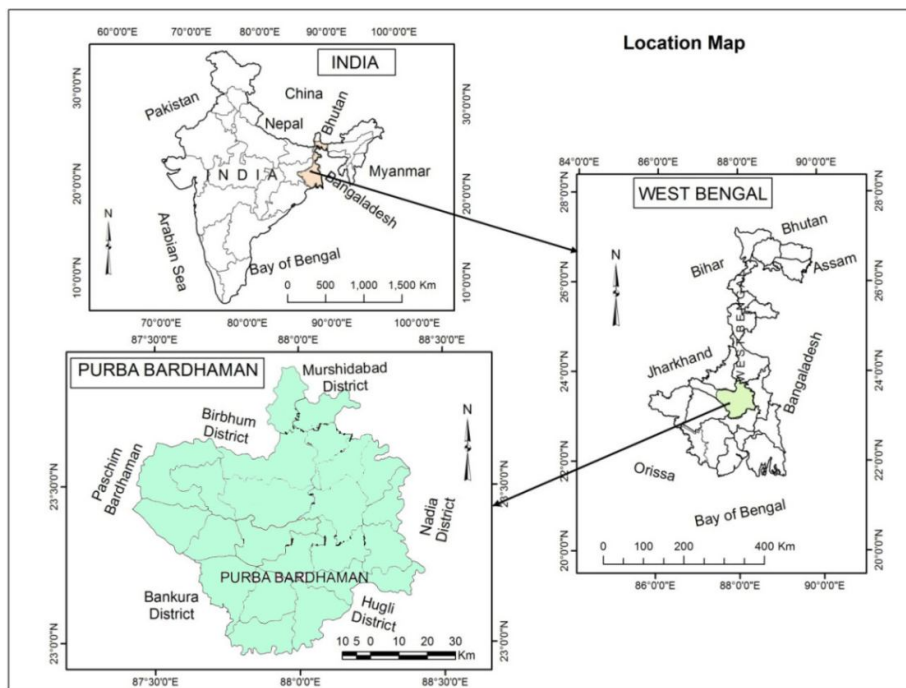 Location Map
60°0'0"E 70°0'0"E 80°0'0"E 90°0'0"E 100°0'0"E
INDIA
30°0'0"N
20°0'0"N
10°0'0"N
30°0'0"N
20°0'0"N
10°0'0"N
Pakistan
China
Nepal
Bhutan
INDIA
Myanmar
Bangaladesh
Arabian Sea
Bay of Bengal
N
0 500 1,000 1,500 Km
70°0'0"E 80°0'0"E 90°0'0"E 100°0'0"E
84°0'0"E 86°0'0"E 88°0'0"E 90°0'0"E
WEST BENGAL
28°0'0"N
26°0'0"N
24°0'0"N
22°0'0"N
20°0'0"N
28°0'0"N
26°0'0"N
24°0'0"N
22°0'0"N
20°0'0"N
N
Bhutan
Bihar
Assam
WEST BENGAL
Jharkhand
Bangaladesh
Orissa
Bay of Bengal
0 100 200 400 Km
86°0'0"E 88°0'0"E 90°0'0"E
87°30'0"E 88°0'0"E 88°30'0"E
PURBA BARDHAMAN
Murshidabad
District
N
Birbhum
District
Paschim
Bardhaman
23°30'0"N
23°0'0"N
23°30'0"N
23°0'0"N
Nadia
District
PURBA BARDHAMAN
Bankura
District
Hugli
District
10 5 0 10 20 30
Km
87°30'0"E 88°0'0"E 88°30'0"E